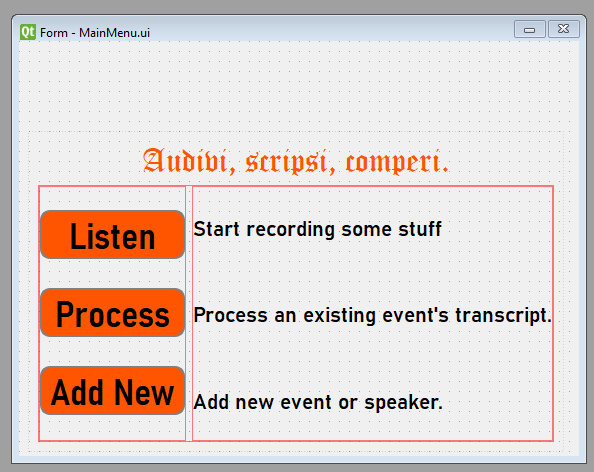 Qt Form - MainMenu.ui
Audivi, scripsi, comperi.
Listen
Start recording some stuff
Process
Process an existing event's transcript.
Add New
Add new event or speaker.